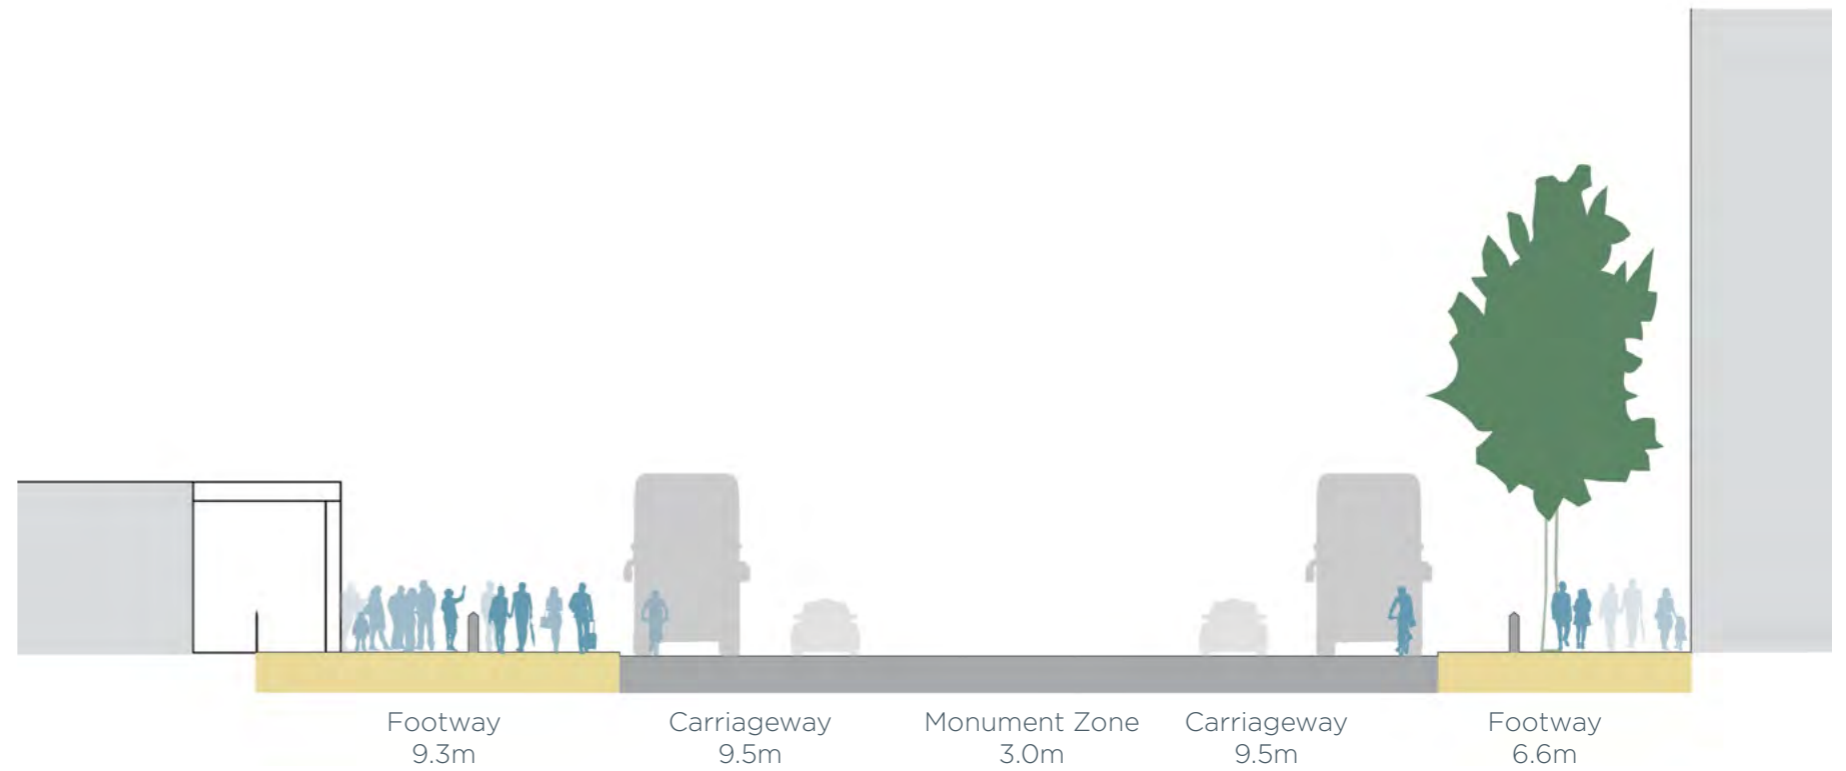 Footway
9.3m
Carriageway
9.5m
Monument Zone
3.0m
Carriageway
9.5m
Footway
6.6m